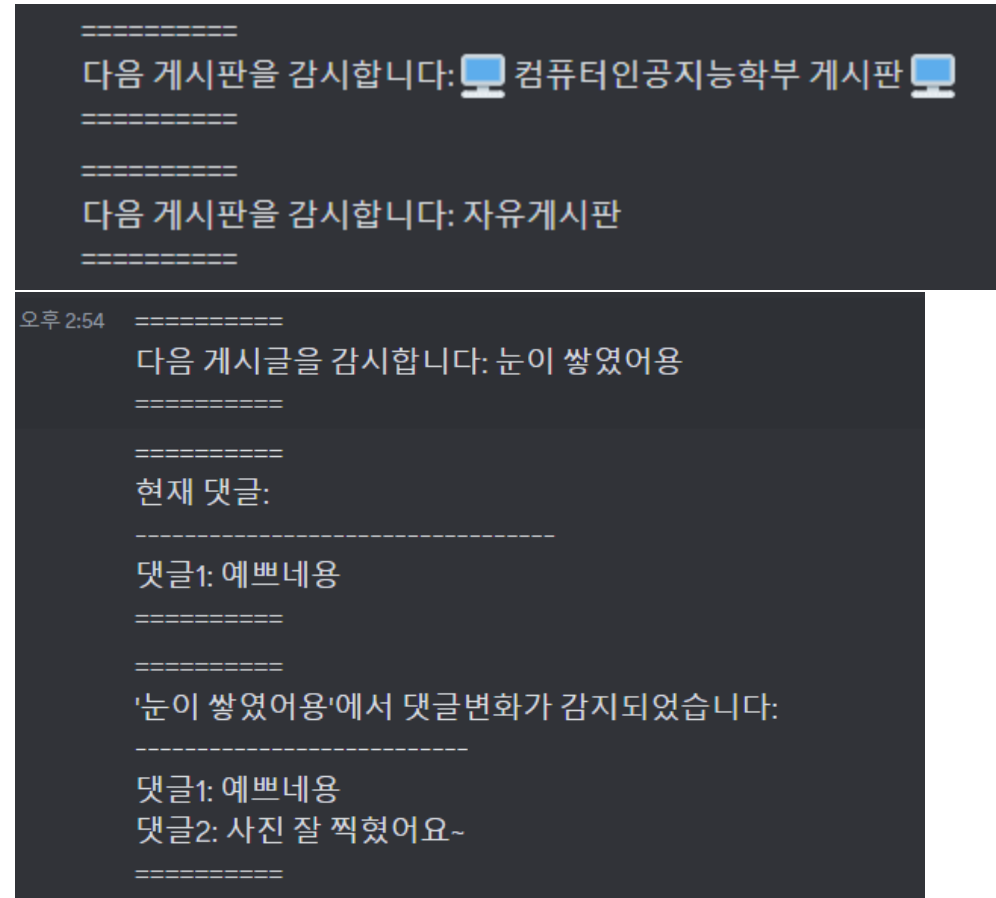 ==========
다음 게시판을 감시합니다: 🖥️ 컴퓨터인공지능학부 게시판 🖥️
==========
==========
다음 게시판을 감시합니다: 자유게시판
==========
오후 2:54 ==========
다음 게시글을 감시합니다: 눈이 쌓였어용
==========
==========
현재 댓글:
----------------------------------
댓글1: 예쁘네용
==========
==========
'눈이 쌓였어용'에서 댓글변화가 감지되었습니다:
---------------------------
댓글1: 예쁘네용
댓글2: 사진 잘 찍혔어요~
==========